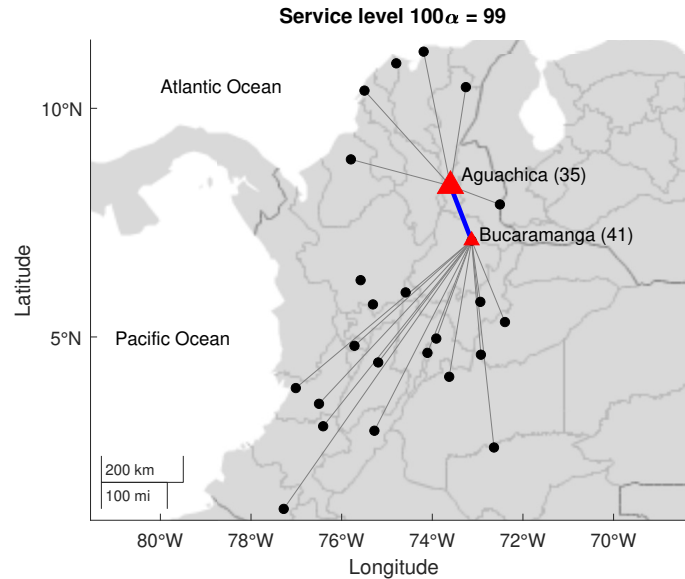 Service level 100α = 99
Atlantic Ocean
10°N
Aguachica (35)
Bucaramanga (41)
Latitude
5°N
Pacific Ocean
200 km
100 mi
80°W 78°W 76°W 74°W 72°W 70°W
Longitude